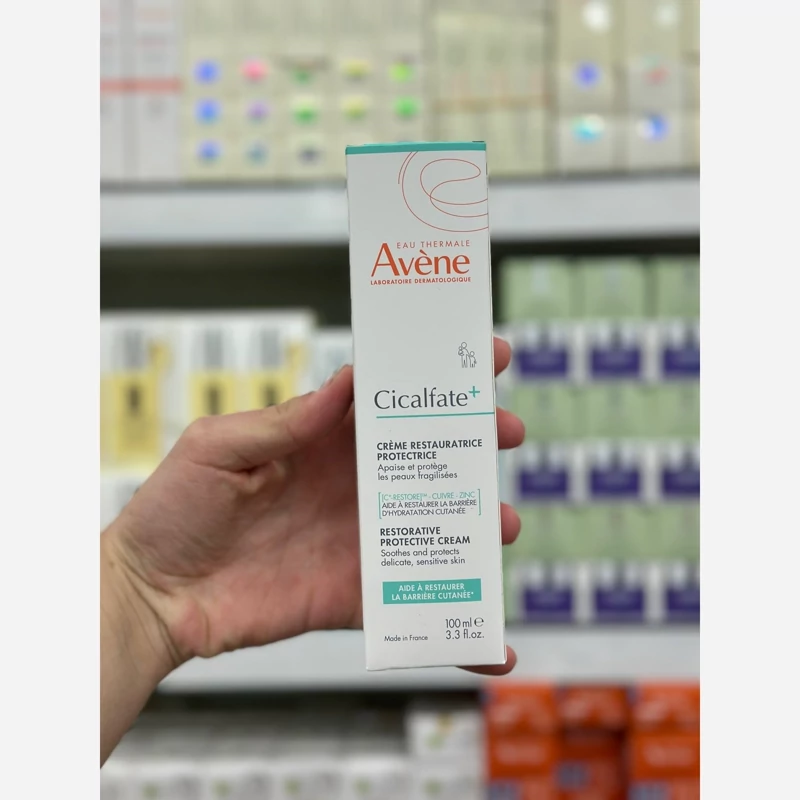 EAU THERMALE
Avène
LABORATOIRE DERMATOLOGIQUE
Cicalfate+
CRÈME RESTAURATRICE
PROTECTRICE
Apaise et protège
les peaux fragilisées
[C+-RESTORE]™ - CUIVRE - ZINC
AIDE À RESTAURER LA BARRIÈRE
D'HYDRATATION CUTANÉE
RESTORATIVE
PROTECTIVE CREAM
Soothes and protects
delicate, sensitive skin
AIDE À RESTAURER
LA BARRIÈRE CUTANÉE*
100 ml ℮
Made in France 3.3 fl.oz.